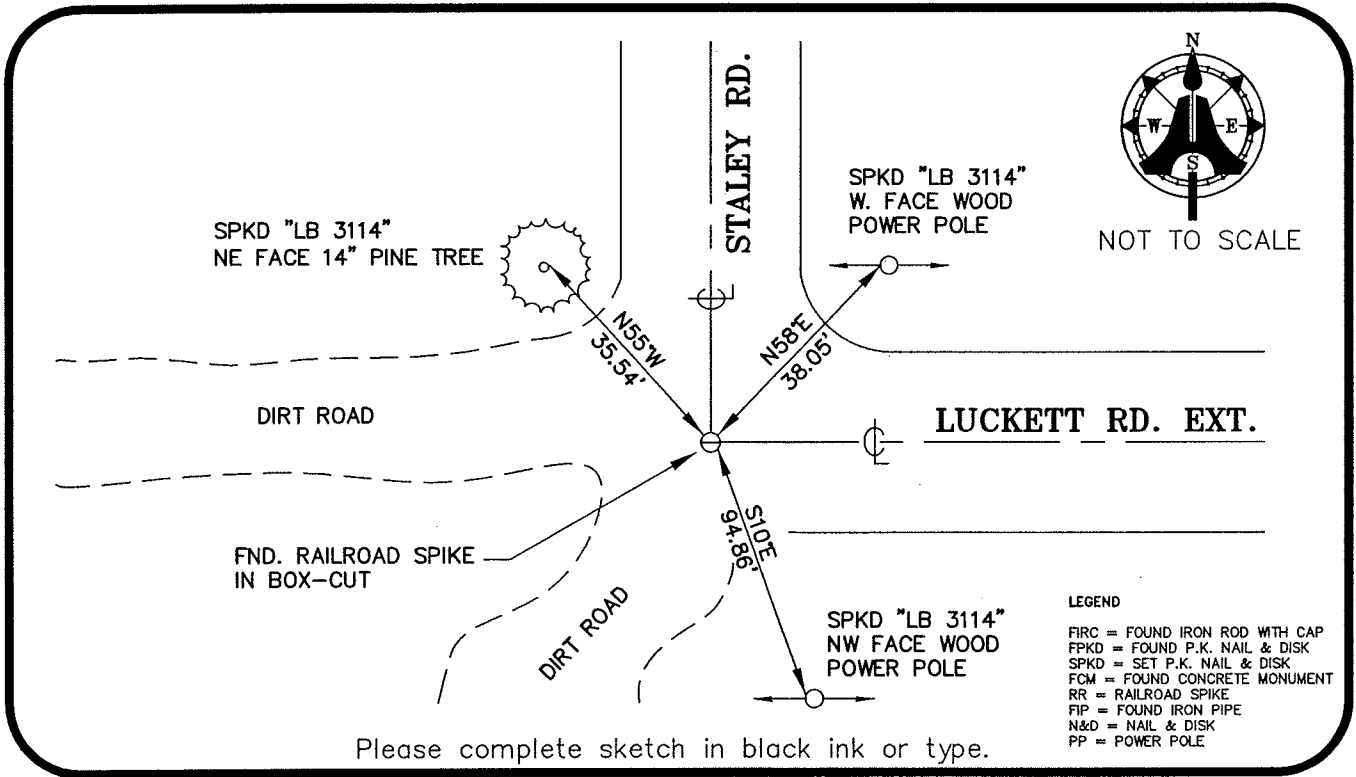 N
W
E
S
NOT TO SCALE
STALEY RD.
SPKD "LB 3114"
W. FACE WOOD
POWER POLE
SPKD "LB 3114"
NE FACE 14" PINE TREE
N55°W
35.54'
N58°E
38.05'
DIRT ROAD
LUCKETT RD. EXT.
FND. RAILROAD SPIKE
IN BOX-CUT
S10°E
94.86'
DIRT ROAD
SPKD "LB 3114"
NW FACE WOOD
POWER POLE
LEGEND
FIRC = FOUND IRON ROD WITH CAP
FPKD = FOUND P.K. NAIL & DISK
SPKD = SET P.K. NAIL & DISK
FCM = FOUND CONCRETE MONUMENT
RR = RAILROAD SPIKE
FIP = FOUND IRON PIPE
N&D = NAIL & DISK
PP = POWER POLE
Please complete sketch in black ink or type.